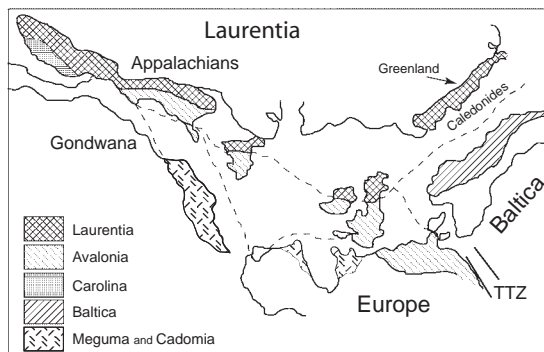 Laurentia
Appalachians
Greenland
Caledonides
Gondwana
Baltica
TTZ
Europe
Laurentia
Avalonia
Carolina
Baltica
Meguma and Cadomia